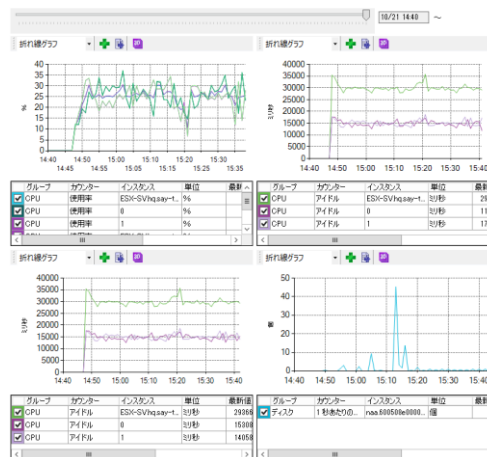 10/21 14:40 ～
折れ線グラフ
折れ線グラフ
40
35
30
25
20
15
10
5
0
%
14:40 14:50 15:00 15:10 15:20 15:30
14:45 14:55 15:05 15:15 15:25 15:35
40000
35000
30000
25000
20000
15000
10000
5000
0
ミリ秒
14:40 14:50 15:00 15:10 15:20 15:30 15:40
グループ カウンター インスタンス 単位 最新
CPU 使用率 ESX-SV.hq.say-t... %
CPU 使用率 0 %
CPU 使用率 1 %
グループ カウンター インスタンス 単位 最新
CPU アイドル ESX-SV.hq.say-t... ミリ秒 29
CPU アイドル 0 ミリ秒 11
CPU アイドル 1 ミリ秒 17
折れ線グラフ
折れ線グラフ
40000
35000
30000
25000
20000
15000
10000
5000
0
ミリ秒
14:40 14:50 15:00 15:10 15:20 15:30 15:40
50
40
30
20
10
0
個
14:40 14:50 15:00 15:10 15:20 15:30 15:40
グループ カウンター インスタンス 単位 最新値
CPU アイドル ESX-SV.hq.say-t... ミリ秒 29366
CPU アイドル 0 ミリ秒 15308
CPU アイドル 1 ミリ秒 14058
グループ カウンター インスタンス 単位 最新
ディスク 1 秒あたりの... naa.600508e0000... 個